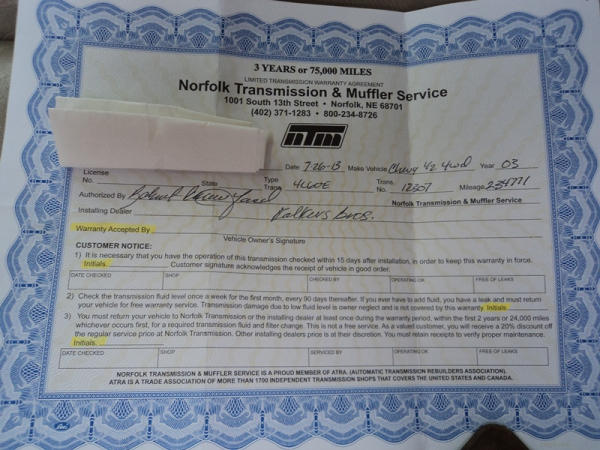 3 YEARS or 75,000 MILES
LIMITED TRANSMISSION WARRANTY AGREEMENT
Norfolk Transmission & Muffler Service
1001 South 13th Street • Norfolk, NE 68701
(402) 371-1283 • 800-234-8726
NTM
Date 7-26-13 Make Vehicle Chevy 4wd Year 03
License No. State Type Trans. 4L60E Trans. No. 12307 Mileage 234771
Authorized By Robert Norfolk Transmission & Muffler Service
Installing Dealer Bros.
Warranty Accepted By
Vehicle Owner's Signature
CUSTOMER NOTICE:
1) It is necessary that you have the operation of this transmission checked within 15 days after installation, in order to keep this warranty in force.
Initials Customer signature acknowledges the receipt of vehicle in good order.
DATE CHECKED SHOP CHECKED BY OPERATING OK FREE OF LEAKS
2) Check the transmission fluid level once a week for the first month, every 90 days thereafter. If you have to add fluid, you have a leak and must return
your vehicle for free warranty service. Transmission damage due to low fluid level is owner neglect and is not covered by this warranty. Initials
3) You must return your vehicle to Norfolk Transmission or the installing dealer at least once during the warranty period, within the first 2 years or 24,000 miles
whichever occurs first, for a required transmission fluid and filter change. This is not a free service. As a valued customer, you will receive a 20% discount off
the regular service price at Norfolk Transmission. Other installing dealers price is at their discretion. You must retain receipts to verify proper maintenance.
Initials
DATE CHECKED SHOP SERVICED BY OPERATING OK FREE OF LEAKS
NORFOLK TRANSMISSION & MUFFLER SERVICE IS A PROUD MEMBER OF ATRA. (AUTOMATIC TRANSMISSION REBUILDERS ASSOCIATION).
ATRA IS A TRADE ASSOCIATION OF MORE THAN 1700 INDEPENDENT TRANSMISSION SHOPS THAT COVERS THE UNITED STATES AND CANADA.